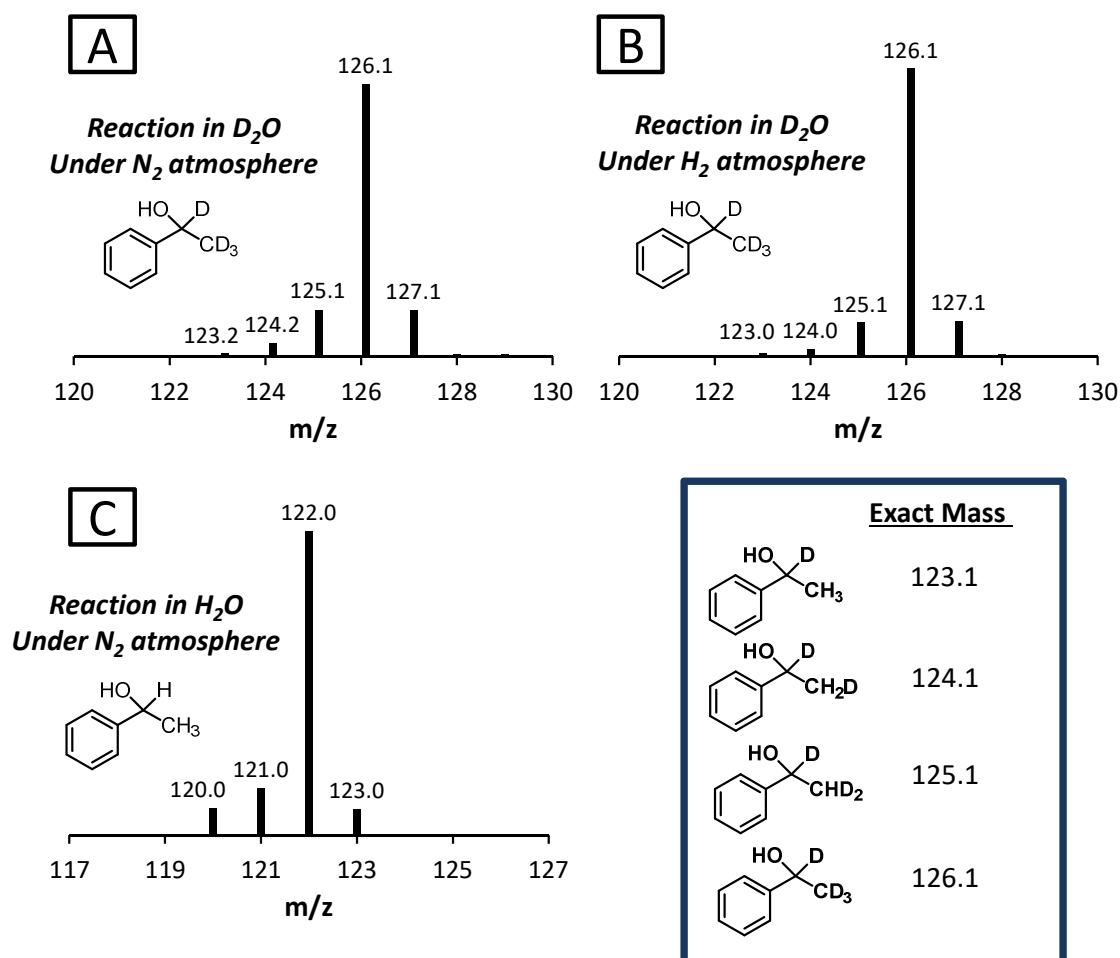 A
126.1
Reaction in D2O
Under N2 atmosphere
HO D
CD3
123.2 124.2 125.1 127.1
120 122 124 126 128 130
m/z
B
126.1
Reaction in D2O
Under H2 atmosphere
HO D
CD3
123.0 124.0 125.1 127.1
120 122 124 126 128 130
m/z
C
122.0
Reaction in H2O
Under N2 atmosphere
HO H
CH3
120.0 121.0 123.0
117 119 121 123 125 127
m/z
Exact Mass
HO D
CH3
123.1
HO D
CH2D
124.1
HO D
CHD2
125.1
HO D
CD3
126.1